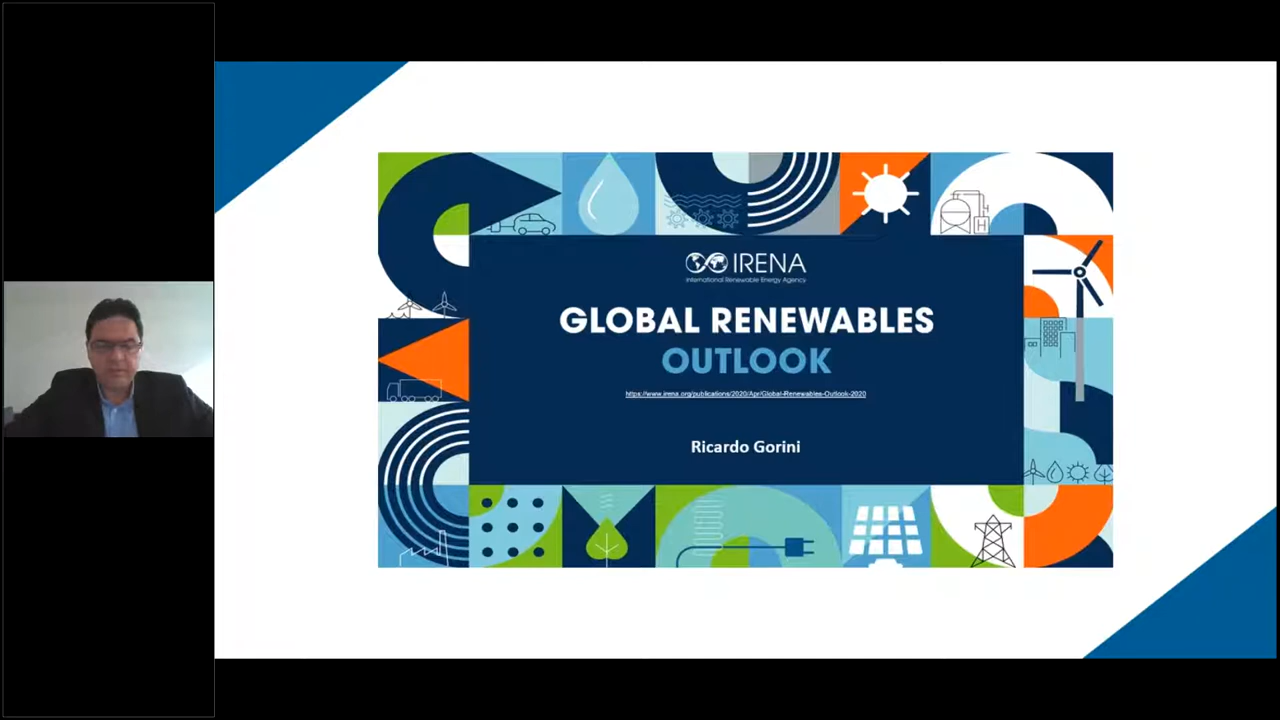 IRENA
International Renewable Energy Agency
GLOBAL RENEWABLES
OUTLOOK
https://www.irena.org/publications/2020/Apr/Global-Renewables-Outlook-2020
Ricardo Gorini
H